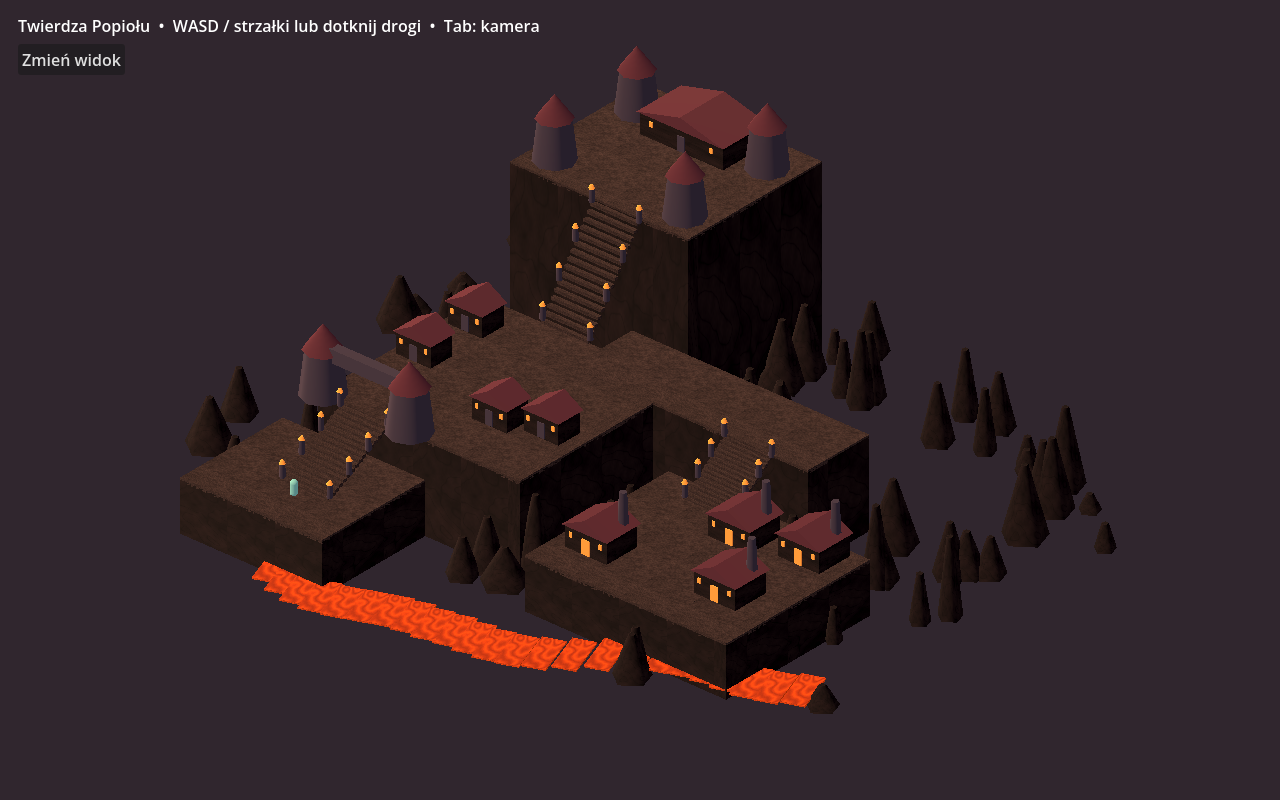 Twierdza Popiołu • WASD / strzałki lub dotknij drogi • Tab: kamera
Zmień widok